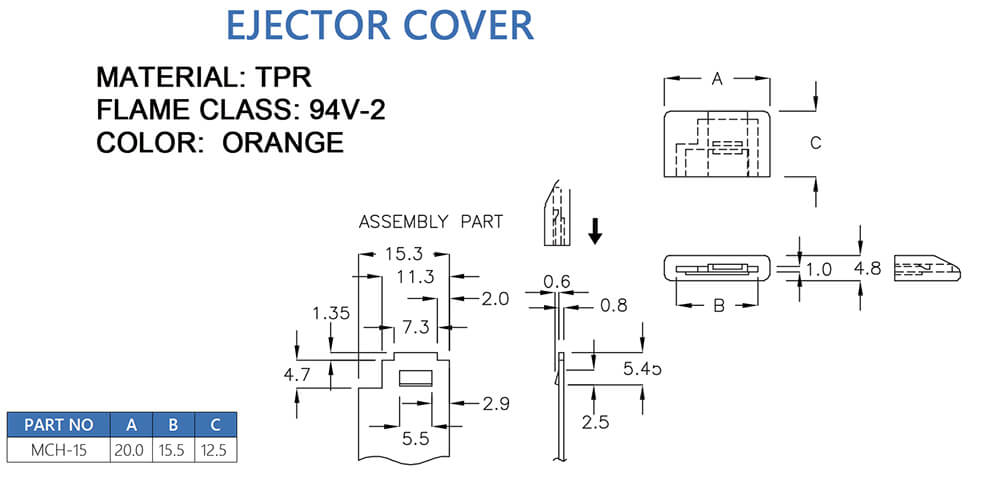 EJECTOR COVER
MATERIAL: TPR
FLAME CLASS: 94V-2
COLOR: ORANGE
A
C
ASSEMBLY PART
15.3
11.3
2.0
1.35
7.3
4.7
2.9
5.5
0.6
0.8
5.45
2.5
1.0
4.8
B
PART NO A B C
MCH-15 20.0 15.5 12.5